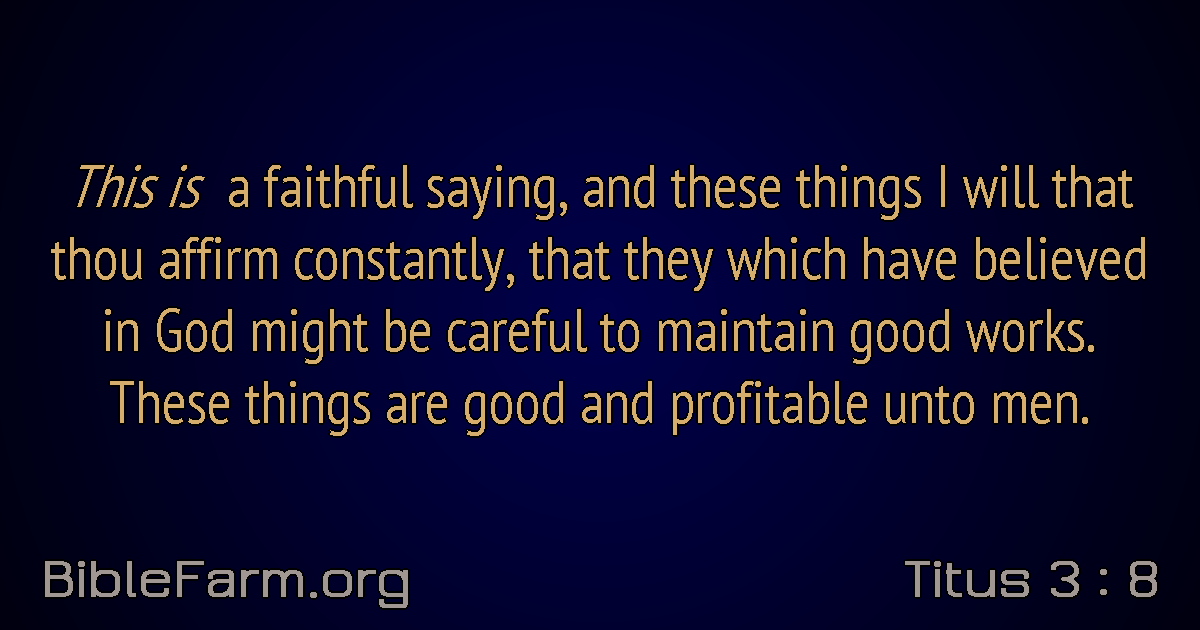 This is a faithful saying, and these things I will that
thou affirm constantly, that they which have believed
in God might be careful to maintain good works.
These things are good and profitable unto men.
BibleFarm.org
Titus 3 : 8